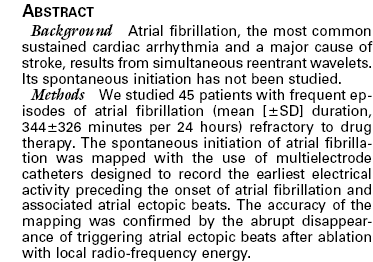 ABSTRACT
Background Atrial fibrillation, the most common
sustained cardiac arrhythmia and a major cause of
stroke, results from simultaneous reentrant wavelets.
Its spontaneous initiation has not been studied.
Methods We studied 45 patients with frequent ep-
isodes of atrial fibrillation (mean [±SD] duration,
344±326 minutes per 24 hours) refractory to drug
therapy. The spontaneous initiation of atrial fibrilla-
tion was mapped with the use of multielectrode
catheters designed to record the earliest electrical
activity preceding the onset of atrial fibrillation and
associated atrial ectopic beats. The accuracy of the
mapping was confirmed by the abrupt disappear-
ance of triggering atrial ectopic beats after ablation
with local radio-frequency energy.